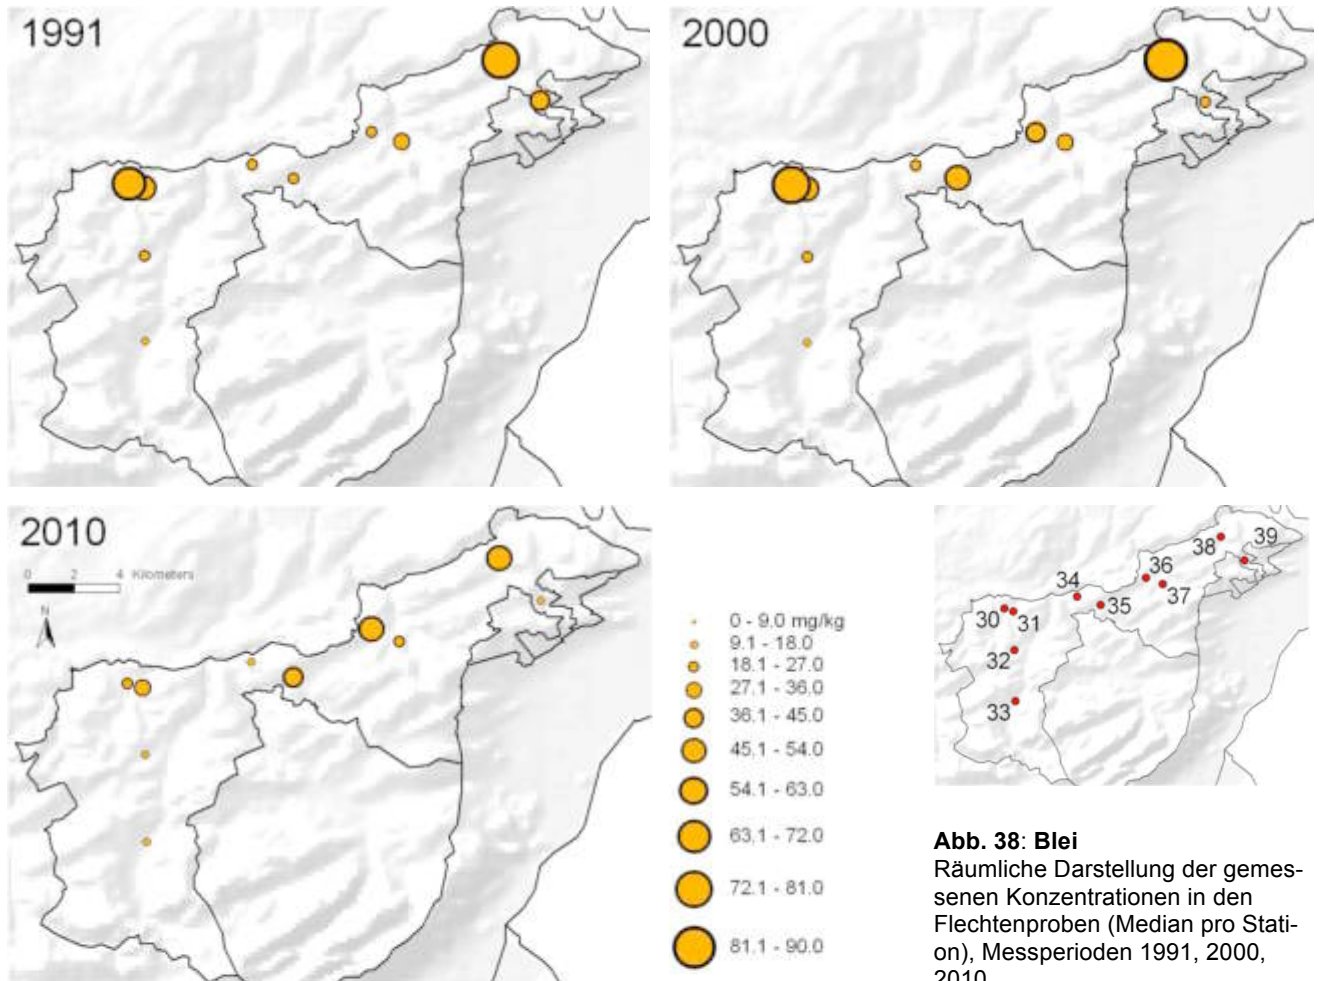 1991
2000
2010
0 2 4 Kilometers
N
0 - 9.0 mg/kg
9.1 - 18.0
18.1 - 27.0
27.1 - 36.0
36.1 - 45.0
45.1 - 54.0
54.1 - 63.0
63.1 - 72.0
72.1 - 81.0
81.1 - 90.0
38
39
36
37
34
35
30
31
32
33
Abb. 38: Blei
Räumliche Darstellung der gemes-
senen Konzentrationen in den
Flechtenproben (Median pro Stati-
on), Messperioden 1991, 2000,
2010